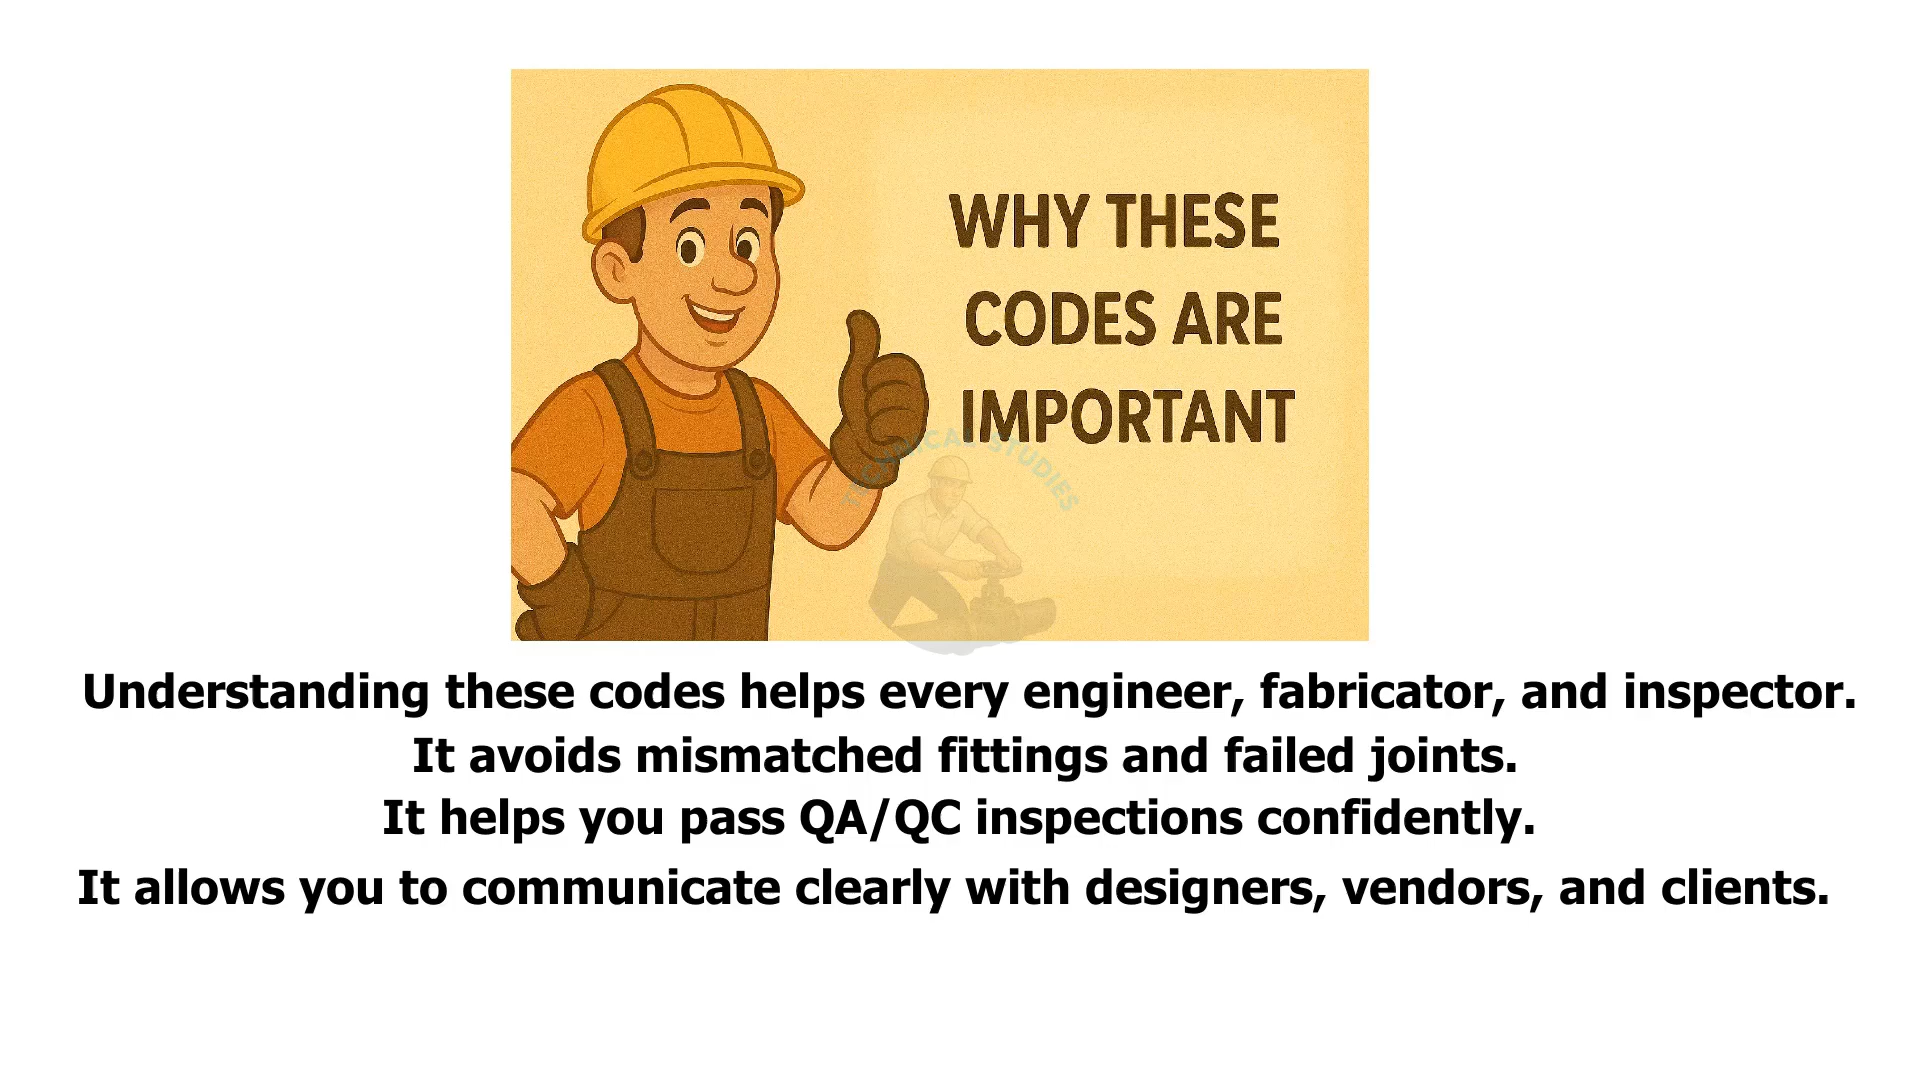 WHY THESE
CODES ARE
IMPORTANT
TECHNICAL STUDIES
Understanding these codes helps every engineer, fabricator, and inspector.
It avoids mismatched fittings and failed joints.
It helps you pass QA/QC inspections confidently.
It allows you to communicate clearly with designers, vendors, and clients.